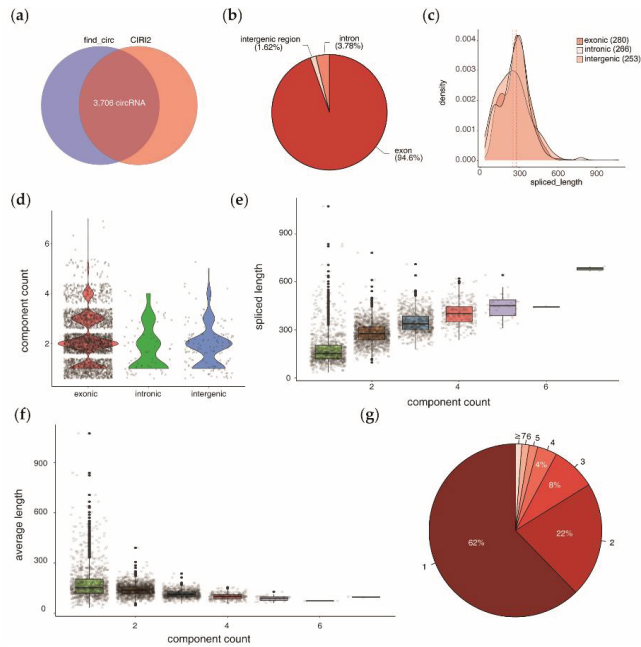 (a)
find_circ
CIRI2
3,706 circRNA
(b)
intergenic region
(1.62%)
intron
(3.78%)
exon
(94.6%)
(c)
exonic (280)
intronic (266)
intergenic (253)
density
0.004
0.003
0.002
0.001
0.000
0
300
600
900
spliced_length
(d)
component count
6
4
2
exonic
intronic
intergenic
(e)
spliced length
900
600
300
0
2
4
6
component count
(f)
average length
900
600
300
0
2
4
6
component count
(g)
≥7
6
5
4
3
2
1
4%
8%
22%
62%